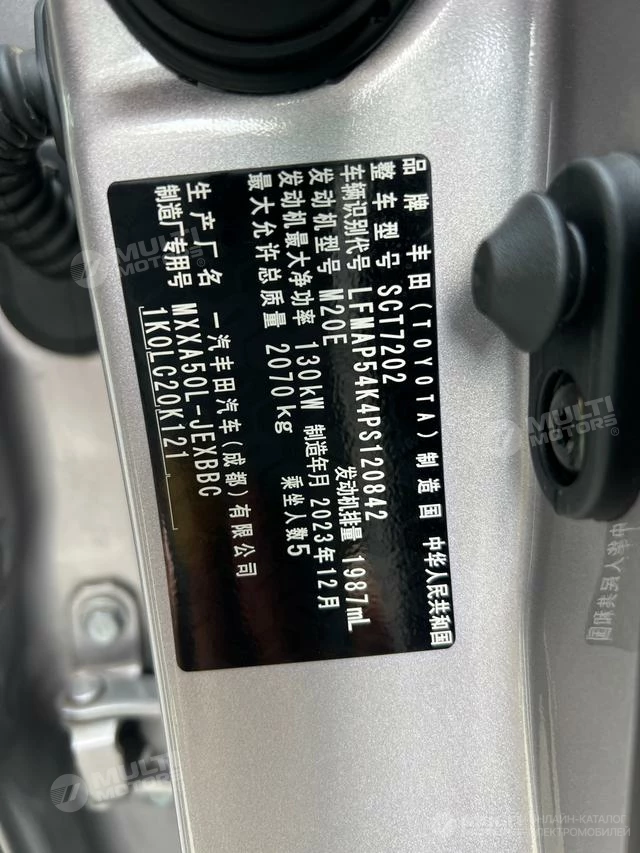 品牌 丰田(TOYOTA) 制造国 中华人民共和国
整车型号 SCT7202
车辆识别代号 LFMAP54K4PS120842
发动机型号 M20E 发动机排量 1987mL
发动机最大净功率 130kW 制造年月 2023年12月
最大允许总质量 2070kg 乘坐人数5
生产厂名 一汽丰田汽车(成都)有限公司
制造厂专用号 MXXA50L-JEXBBC
1K0LC20K121
MULTI
MOTORS
MULTI
MOTORS
MULTI
MOTORS
ОНЛАЙН-КАТАЛОГ
ЭЛЕКТРОМОБИЛЕЙ